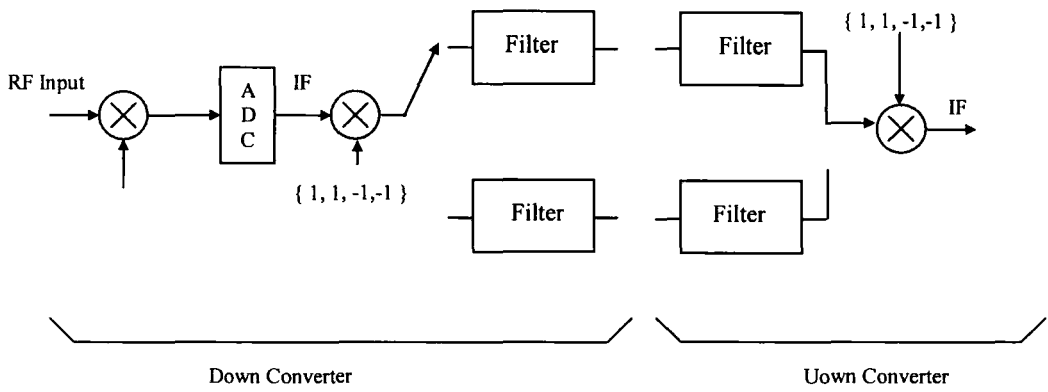 { 1, 1, -1,-1 }
Filter
Filter
RF Input
A
D
C
IF
IF
{ 1, 1, -1,-1 }
Filter
Filter
Down Converter
Uown Converter